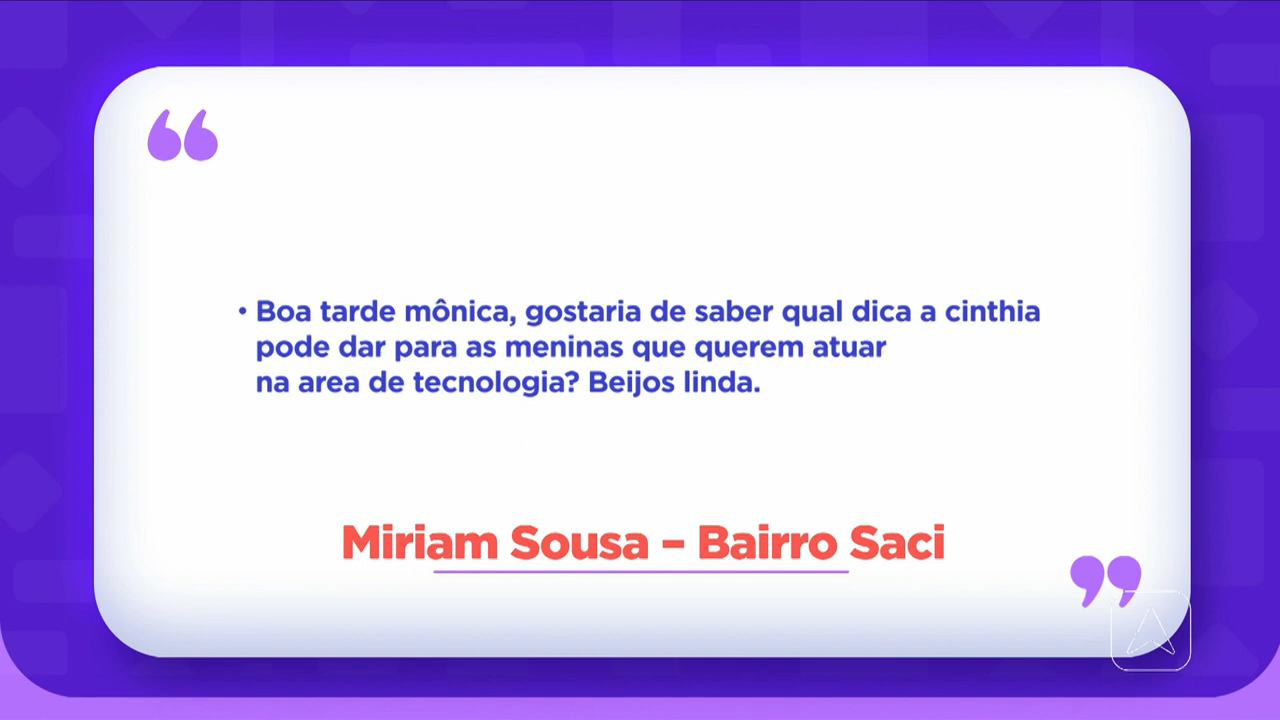 “
• Boa tarde mônica, gostaria de saber qual dica a cinthia
pode dar para as meninas que querem atuar
na area de tecnologia? Beijos linda.
Miriam Sousa – Bairro Saci
”